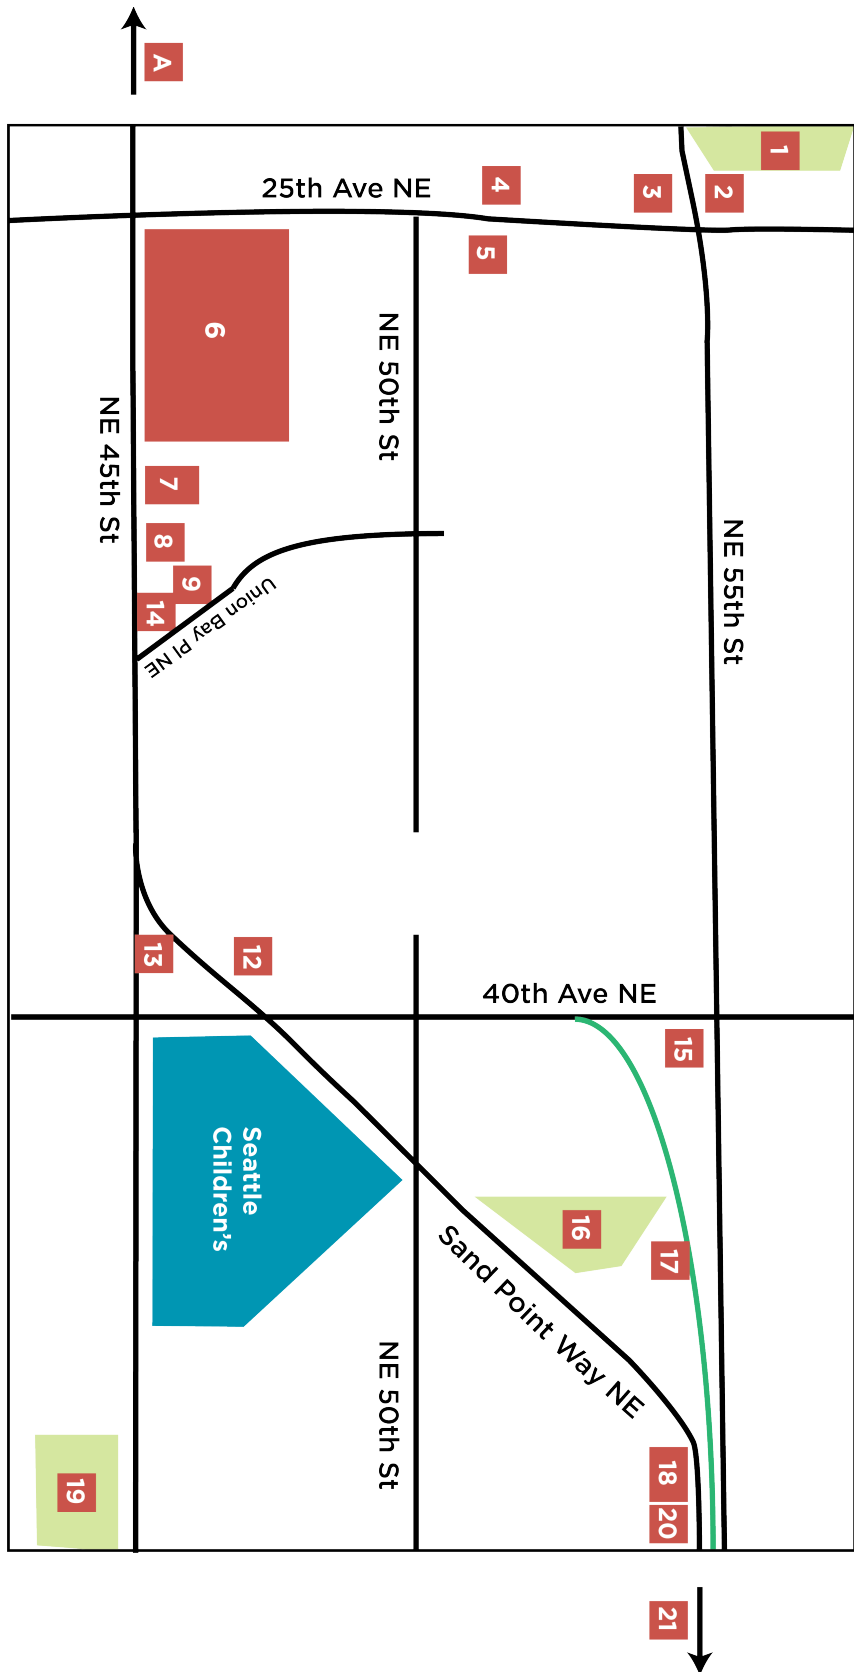 A
1
25th Ave NE
4
3
2
5
6
NE 50th St
NE 45th St
7
8
9
14
Union Bay Pl NE
NE 55th St
12
13
40th Ave NE
15
Seattle
Children's
16
17
Sand Point Way NE
NE 50th St
18
19
20
21